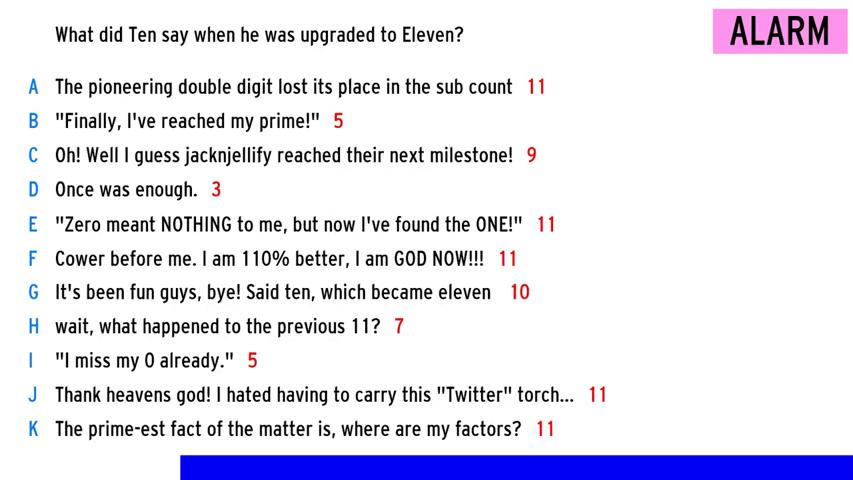 What did Ten say when he was upgraded to Eleven?
ALARM
A The pioneering double digit lost its place in the sub count 11
B "Finally, I've reached my prime!" 5
C Oh! Well I guess jacknjellify reached their next milestone! 9
D Once was enough. 3
E "Zero meant NOTHING to me, but now I've found the ONE!" 11
F Cower before me. I am 110% better, I am GOD NOW!!! 11
G It's been fun guys, bye! Said ten, which became eleven 10
H wait, what happened to the previous 11? 7
I "I miss my 0 already." 5
J Thank heavens god! I hated having to carry this "Twitter" torch... 11
K The prime-est fact of the matter is, where are my factors? 11